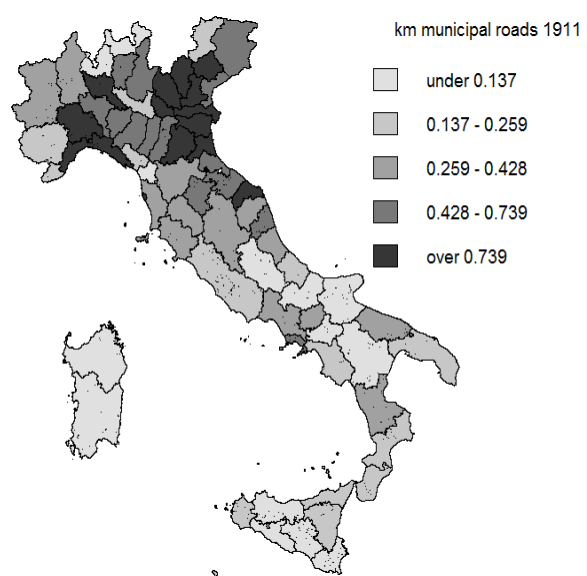 km municipal roads 1911
under 0.137
0.137 - 0.259
0.259 - 0.428
0.428 - 0.739
over 0.739